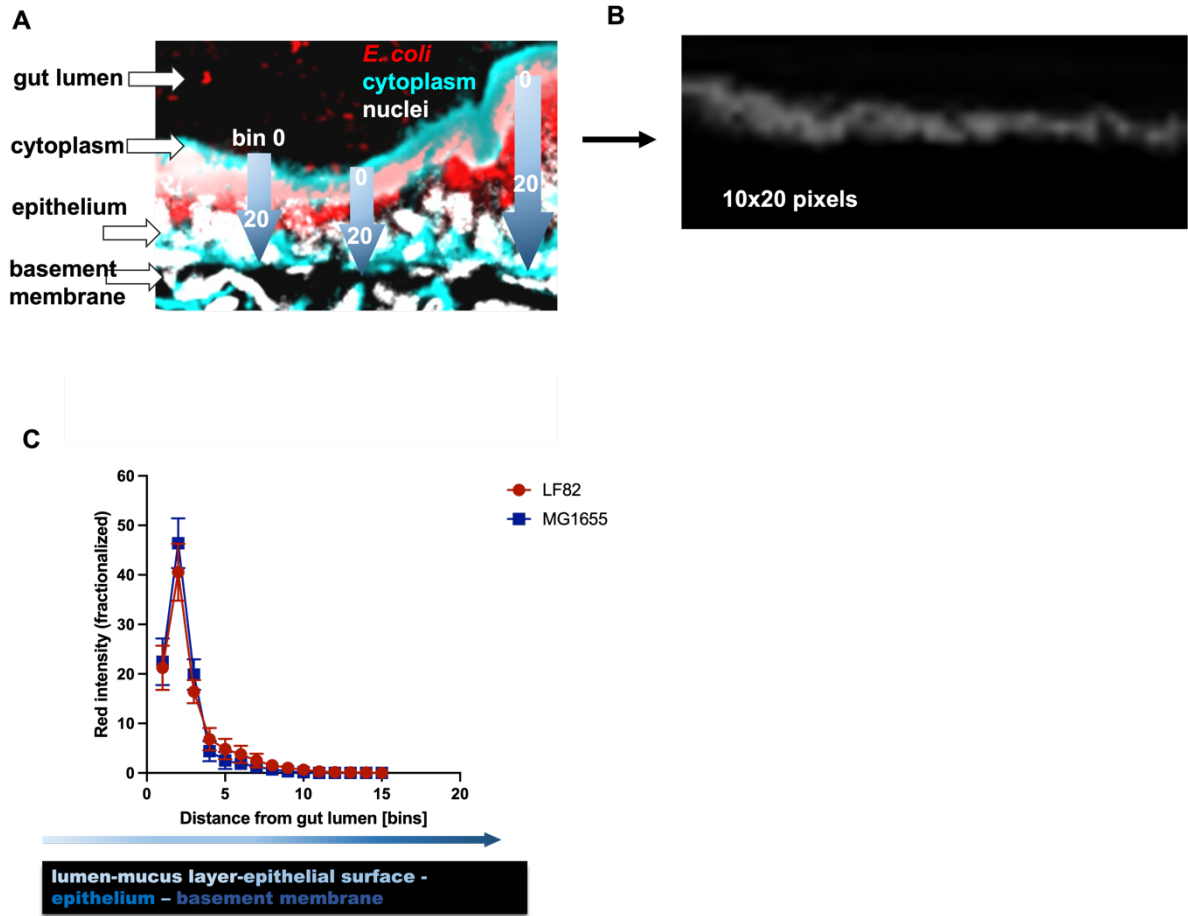 A
gut lumen
cytoplasm
epithelium
basement
membrane
E. coli
cytoplasm
nuclei
bin 0
0
0
20
20
20
B
10x20 pixels
C
60
50
40
30
20
10
0
Red intensity (fractionalized)
0
5
10
15
20
Distance from gut lumen [bins]
LF82
MG1655
lumen-mucus layer-epithelial surface -
epithelium – basement membrane